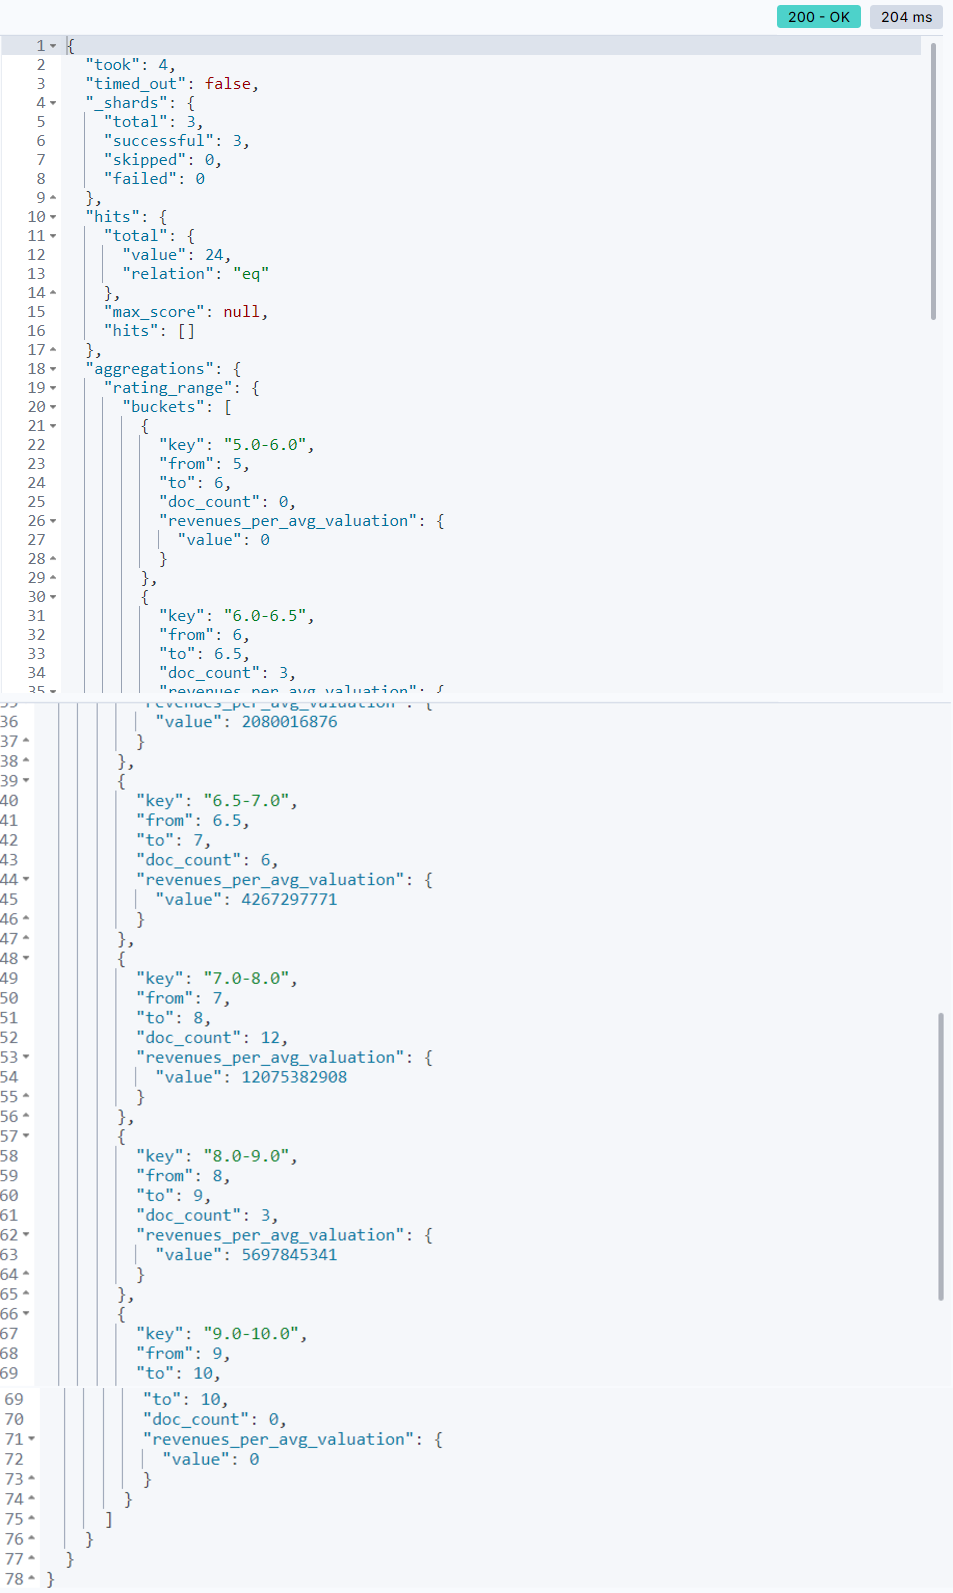 200 - OK 204 ms
1 {
2 "took": 4,
3 "timed_out": false,
4 "_shards": {
5 "total": 3,
6 "successful": 3,
7 "skipped": 0,
8 "failed": 0
9 },
10 "hits": {
11 "total": {
12 "value": 24,
13 "relation": "eq"
14 },
15 "max_score": null,
16 "hits": []
17 },
18 "aggregations": {
19 "rating_range": {
20 "buckets": [
21 {
22 "key": "5.0-6.0",
23 "from": 5,
24 "to": 6,
25 "doc_count": 0,
26 "revenues_per_avg_valuation": {
27 "value": 0
28 }
29 },
30 {
31 "key": "6.0-6.5",
32 "from": 6,
33 "to": 6.5,
34 "doc_count": 3,
35 "revenues_per_avg_valuation": {
35 "revenues_per_avg_valuation": {
36 "value": 2080016876
37 }
38 },
39 {
40 "key": "6.5-7.0",
41 "from": 6.5,
42 "to": 7,
43 "doc_count": 6,
44 "revenues_per_avg_valuation": {
45 "value": 4267297771
46 }
47 },
48 {
49 "key": "7.0-8.0",
50 "from": 7,
51 "to": 8,
52 "doc_count": 12,
53 "revenues_per_avg_valuation": {
54 "value": 12075382908
55 }
56 },
57 {
58 "key": "8.0-9.0",
59 "from": 8,
60 "to": 9,
61 "doc_count": 3,
62 "revenues_per_avg_valuation": {
63 "value": 5697845341
64 }
65 },
66 {
67 "key": "9.0-10.0",
68 "from": 9,
69 "to": 10,
69 "to": 10,
70 "doc_count": 0,
71 "revenues_per_avg_valuation": {
72 "value": 0
73 }
74 }
75 ]
76 }
77 }
78 }